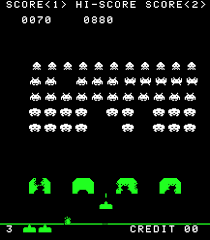 SCORE<1> HI-SCORE SCORE<2>
0070 0880
3 CREDIT 00